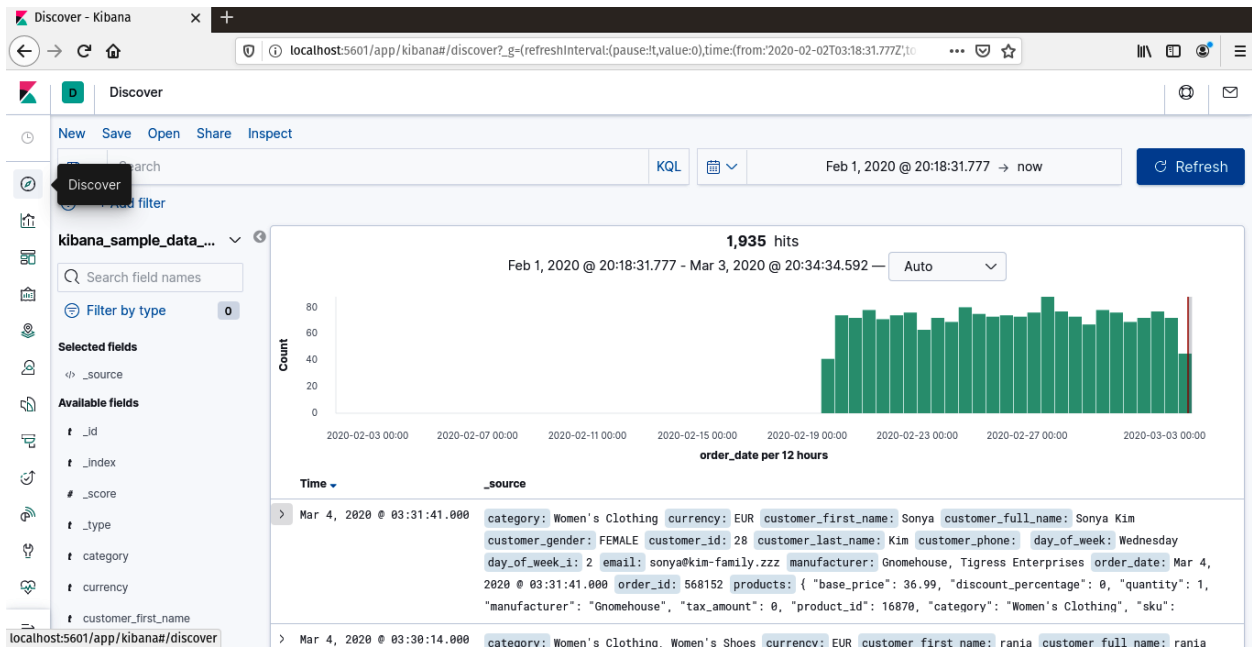 Discover - Kibana
localhost:5601/app/kibana#/discover?_g=(refreshInterval:(pause:!t,value:0),time:(from:'2020-02-02T03:18:31.777Z',to
D Discover
New Save Open Share Inspect
Search KQL Feb 1, 2020 @ 20:18:31.777 → now Refresh
Discover
Add filter
kibana_sample_data_...
1,935 hits
Feb 1, 2020 @ 20:18:31.777 - Mar 3, 2020 @ 20:34:34.592 — Auto
Search field names
Filter by type 0
Selected fields
</> _source
Available fields
t _id
t _index
# _score
t _type
t category
t currency
t customer_first_name
Count
80
60
40
20
0
2020-02-03 00:00 2020-02-07 00:00 2020-02-11 00:00 2020-02-15 00:00 2020-02-19 00:00 2020-02-23 00:00 2020-02-27 00:00 2020-03-03 00:00
order_date per 12 hours
Time _source
Mar 4, 2020 @ 03:31:41.000 category: Women's Clothing currency: EUR customer_first_name: Sonya customer_full_name: Sonya Kim
customer_gender: FEMALE customer_id: 28 customer_last_name: Kim customer_phone: day_of_week: Wednesday
day_of_week_i: 2 email: sonya@kim-family.zzz manufacturer: Gnomehouse, Tigress Enterprises order_date: Mar 4,
2020 @ 03:31:41.000 order_id: 568152 products: { "base_price": 36.99, "discount_percentage": 0, "quantity": 1,
"manufacturer": "Gnomehouse", "tax_amount": 0, "product_id": 16870, "category": "Women's Clothing", "sku":
Mar 4, 2020 @ 03:30:14.000 category: Women's Clothing, Women's Shoes currency: EUR customer_first_name: rania customer_full_name: rania
localhost:5601/app/kibana#/discover